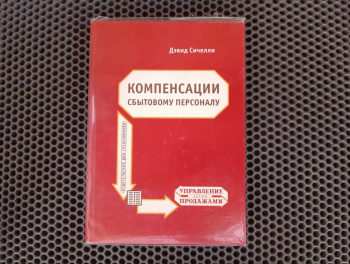 Дэвид Сичелли
КОМПЕНСАЦИИ
СБЫТОВОМУ ПЕРСОНАЛУ
УПРАВЛЕНИЕ
ПРОДАЖАМИ